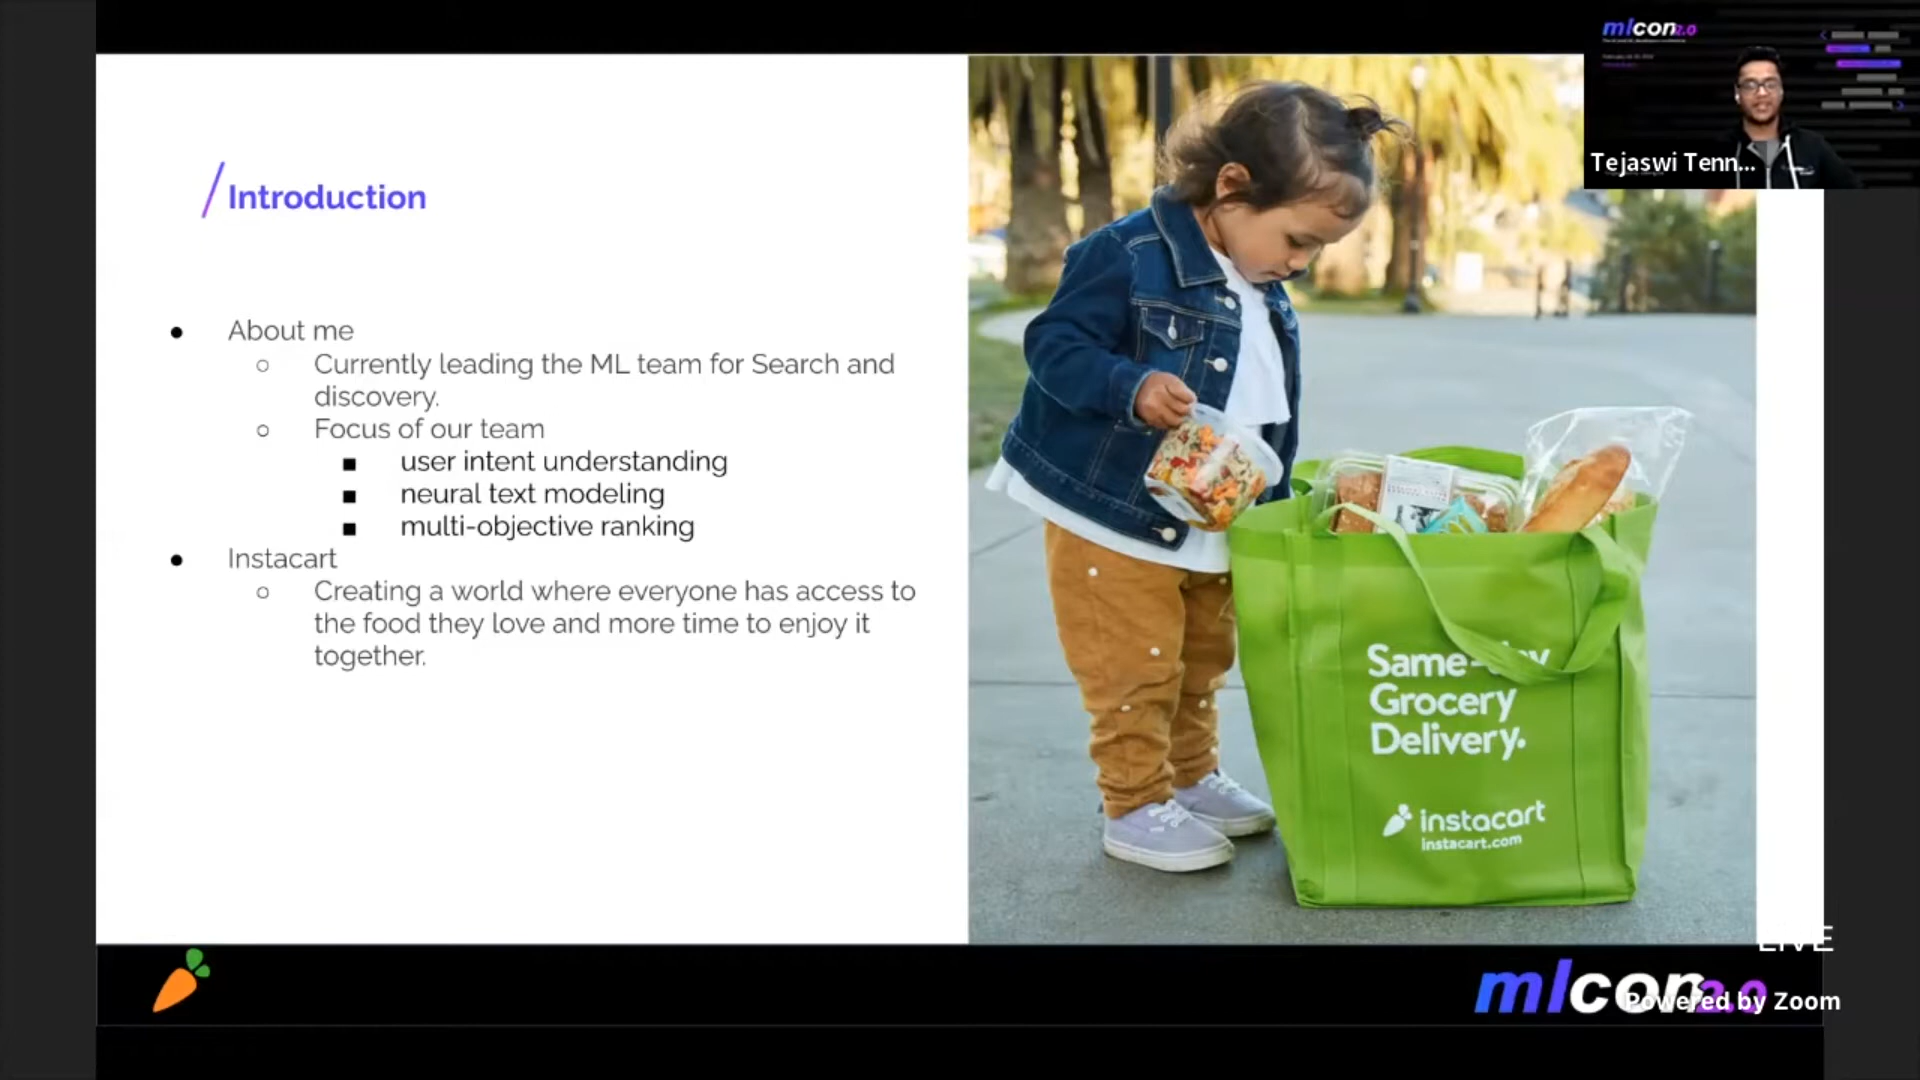 mlcon2.0
Tejaswi Tenn...
Introduction
About me
Currently leading the ML team for Search and
discovery.
Focus of our team
user intent understanding
neural text modeling
multi-objective ranking
Instacart
Creating a world where everyone has access to
the food they love and more time to enjoy it
together.
Same-Day
Grocery
Delivery.
instacart
instacart.com
LIVE
mlcon2.0
Powered by Zoom